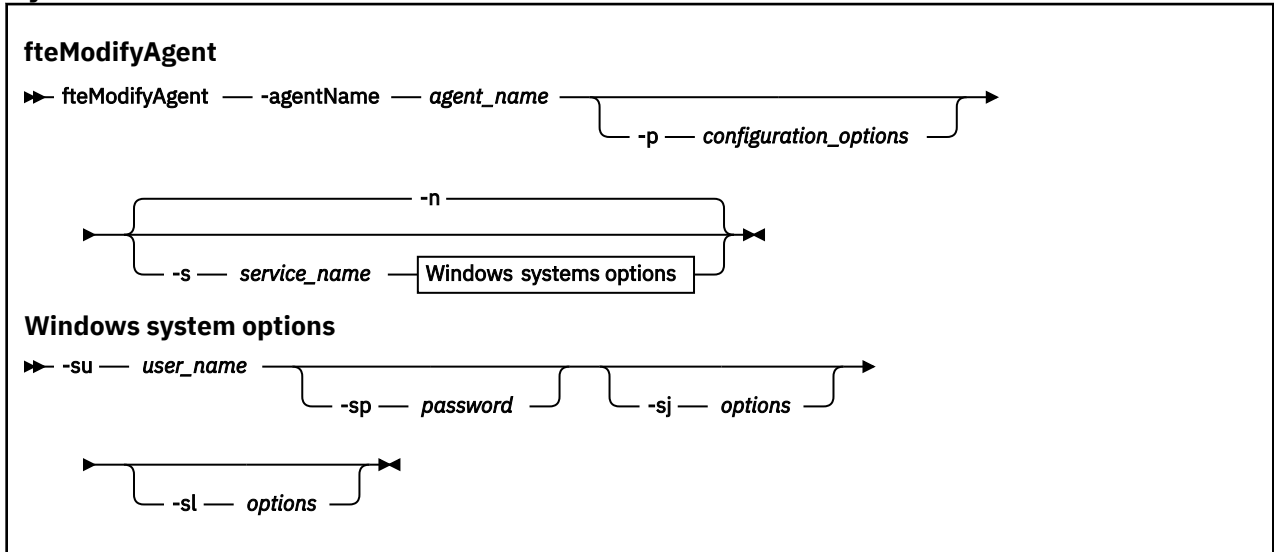 fteModifyAgent
fteModifyAgent -agentName agent_name
-p configuration_options
-n
-s service_name Windows systems options
Windows system options
-su user_name
-sp password -sj options
-sl options